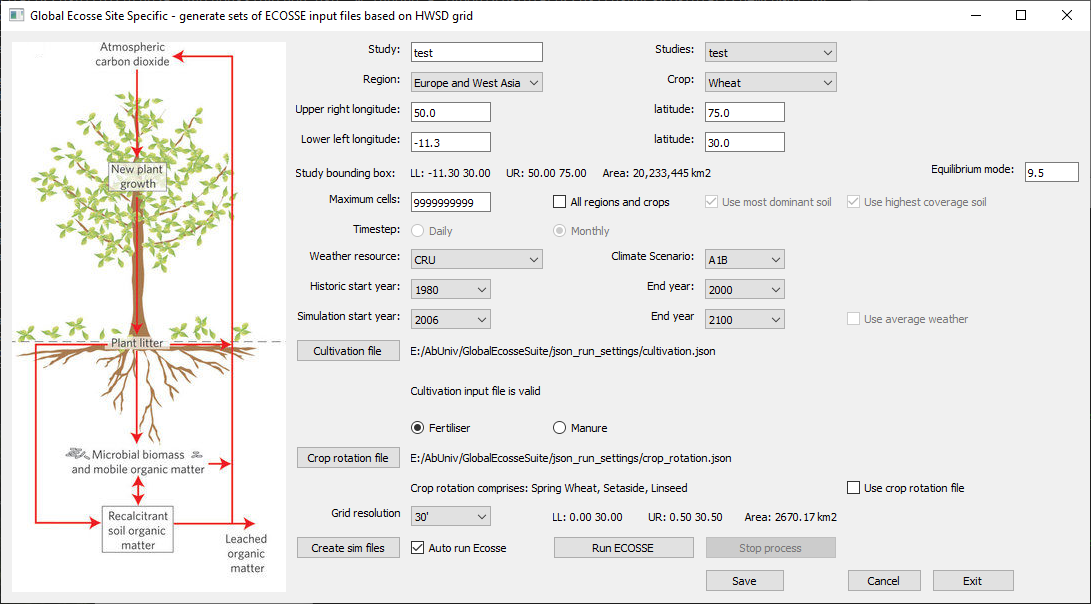 Global Ecosse Site Specific - generate sets of ECOSSE input files based on HWSD grid
Atmospheric
carbon dioxide
New plant
growth
Plant litter
Microbial biomass
and mobile organic matter
Recalcitrant
soil organic
matter
Leached
organic
matter
Study: test Studies: test
Region: Europe and West Asia Crop: Wheat
Upper right longitude: 50.0 latitude: 75.0
Lower left longitude: -11.3 latitude: 30.0
Study bounding box: LL: -11.30 30.00 UR: 50.00 75.00 Area: 20,233,445 km2 Equilibrium mode: 9.5
Maximum cells: 9999999999 All regions and crops Use most dominant soil Use highest coverage soil
Timestep: Daily Monthly
Weather resource: CRU Climate Scenario: A1B
Historic start year: 1980 End year: 2000
Simulation start year: 2006 End year 2100 Use average weather
Cultivation file E:/AbUniv/GlobalEcosseSuite/json_run_settings/cultivation.json
Cultivation input file is valid
Fertiliser Manure
Crop rotation file E:/AbUniv/GlobalEcosseSuite/json_run_settings/crop_rotation.json
Crop rotation comprises: Spring Wheat, Setaside, Linseed Use crop rotation file
Grid resolution 30' LL: 0.00 30.00 UR: 0.50 30.50 Area: 2670.17 km2
Create sim files Auto run Ecosse Run ECOSSE Stop process
Save Cancel Exit